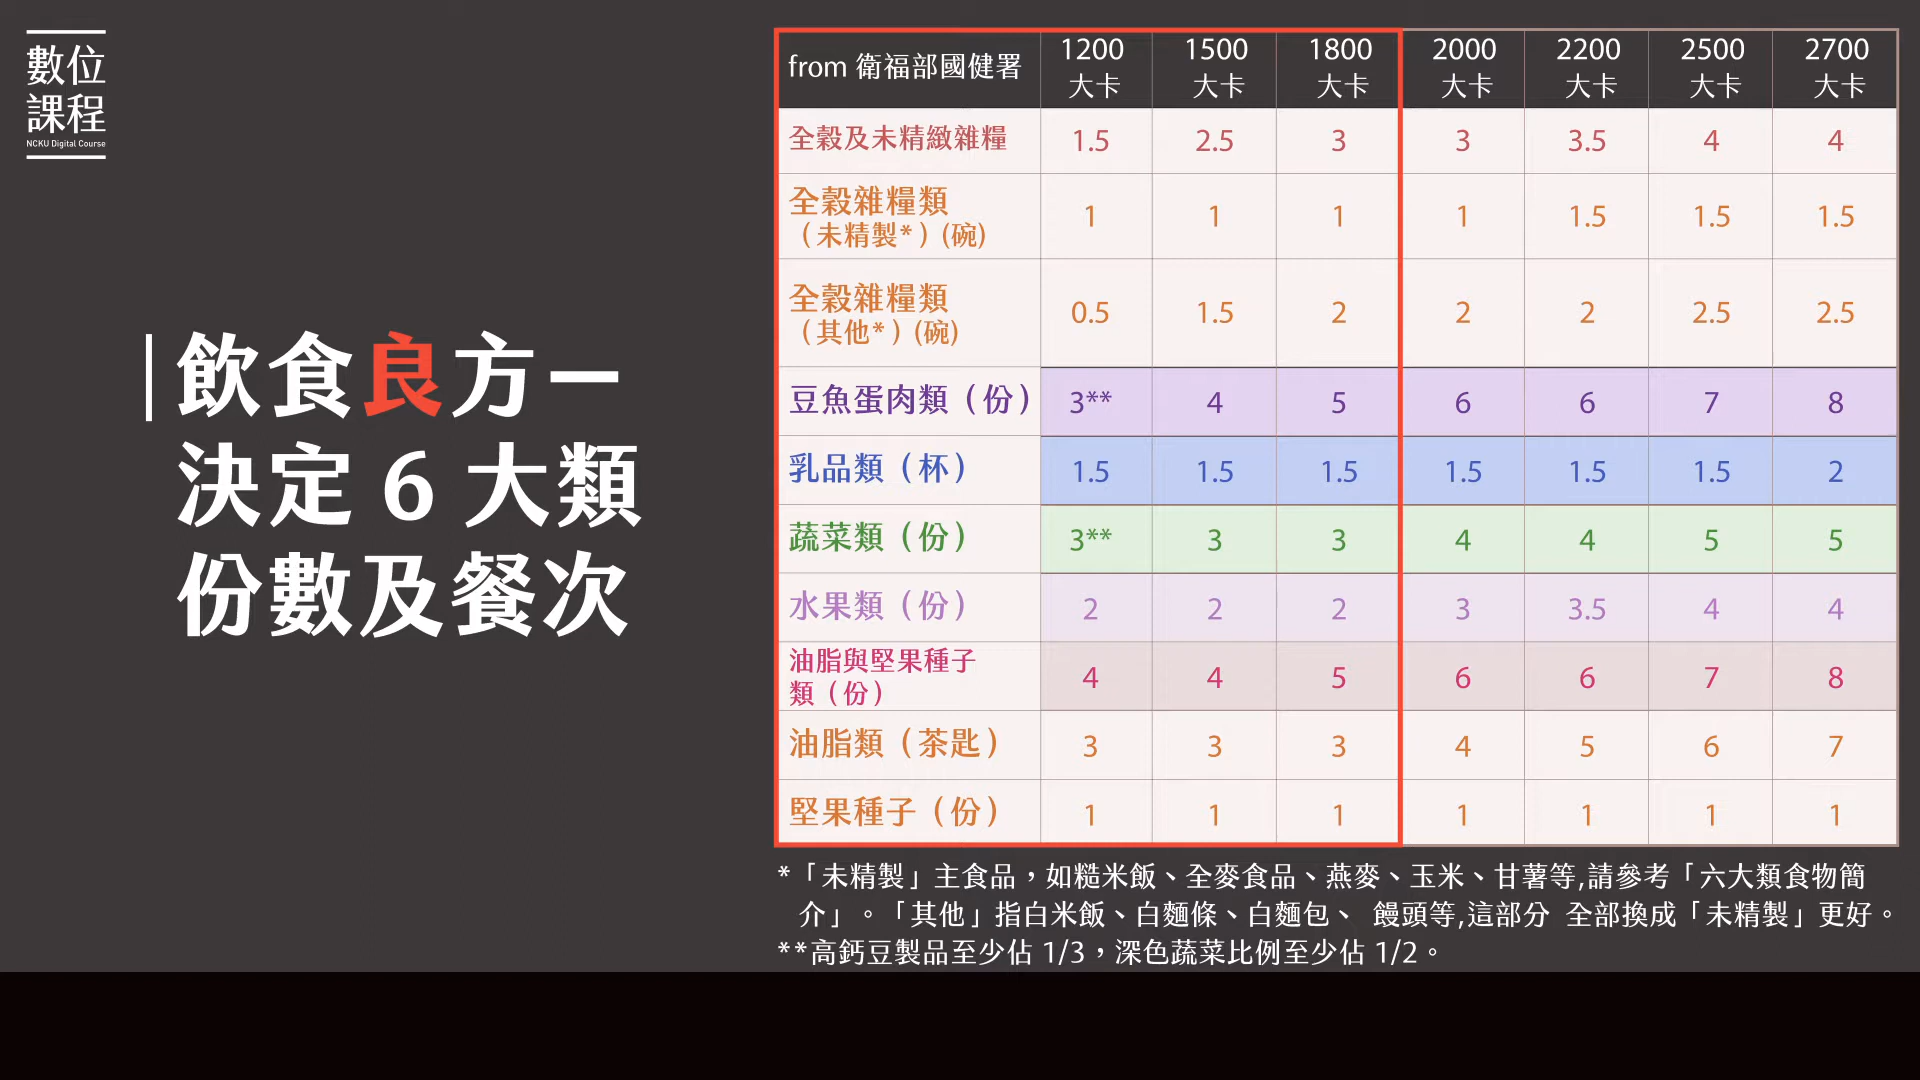 數位
課程
NCKU Digital Course
飲食良方一
決定 6 大類
份數及餐次
from 衛福部國健署 1200 大卡 1500 大卡 1800 大卡 2000 大卡 2200 大卡 2500 大卡 2700 大卡
全穀及未精緻雜糧 1.5 2.5 3 3 3.5 4 4
全穀雜糧類
（未精製*）(碗) 1 1 1 1 1.5 1.5 1.5
全穀雜糧類
（其他*）(碗) 0.5 1.5 2 2 2 2.5 2.5
豆魚蛋肉類（份） 3** 4 5 6 6 7 8
乳品類（杯） 1.5 1.5 1.5 1.5 1.5 1.5 2
蔬菜類（份） 3** 3 3 4 4 5 5
水果類（份） 2 2 2 3 3.5 4 4
油脂與堅果種子
類（份） 4 4 5 6 6 7 8
油脂類（茶匙） 3 3 3 4 5 6 7
堅果種子（份） 1 1 1 1 1 1 1
*「未精製」主食品，如糙米飯、全麥食品、燕麥、玉米、甘薯等,請參考「六大類食物簡
介」。「其他」指白米飯、白麵條、白麵包、 饅頭等,這部分 全部換成「未精製」更好。
**高鈣豆製品至少佔 1/3，深色蔬菜比例至少佔 1/2。